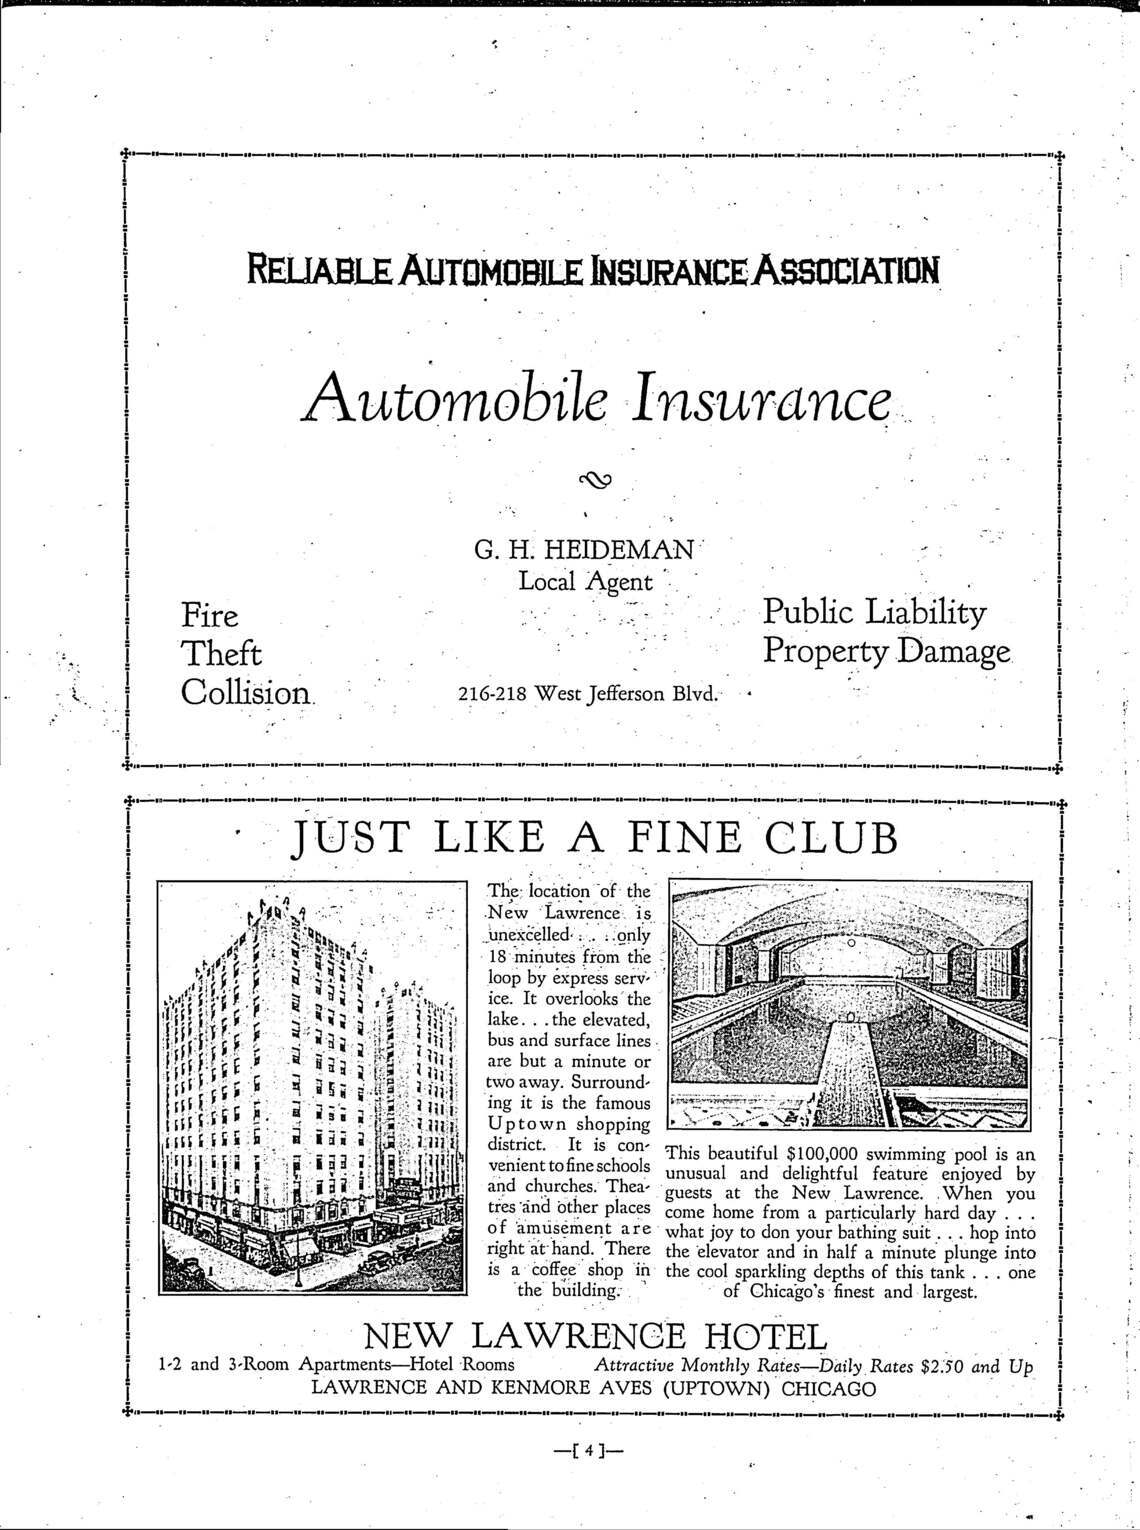 RELIABLE AUTOMOBILE INSURANCE ASSOCIATION
Automobile Insurance
G. H. HEIDEMAN
Local Agent
Fire
Theft
Collision
Public Liability
Property Damage
216-218 West Jefferson Blvd.
JUST LIKE A FINE CLUB
The location of the
New Lawrence is
unexcelled . . . only
18 minutes from the
loop by express serv-
ice. It overlooks the
lake. . . the elevated,
bus and surface lines
are but a minute or
two away. Surround-
ing it is the famous
Uptown shopping
district. It is con-
venient to fine schools
and churches. Thea-
tres and other places
of amusement are
right at hand. There
is a coffee shop in
the building.
This beautiful $100,000 swimming pool is an
unusual and delightful feature enjoyed by
guests at the New Lawrence. When you
come home from a particularly hard day . . .
what joy to don your bathing suit . . . hop into
the elevator and in half a minute plunge into
the cool sparkling depths of this tank . . . one
of Chicago's finest and largest.
NEW LAWRENCE HOTEL
1-2 and 3-Room Apartments—Hotel Rooms
Attractive Monthly Rates—Daily Rates $2.50 and Up
LAWRENCE AND KENMORE AVES (UPTOWN) CHICAGO
—[ 4 ]—